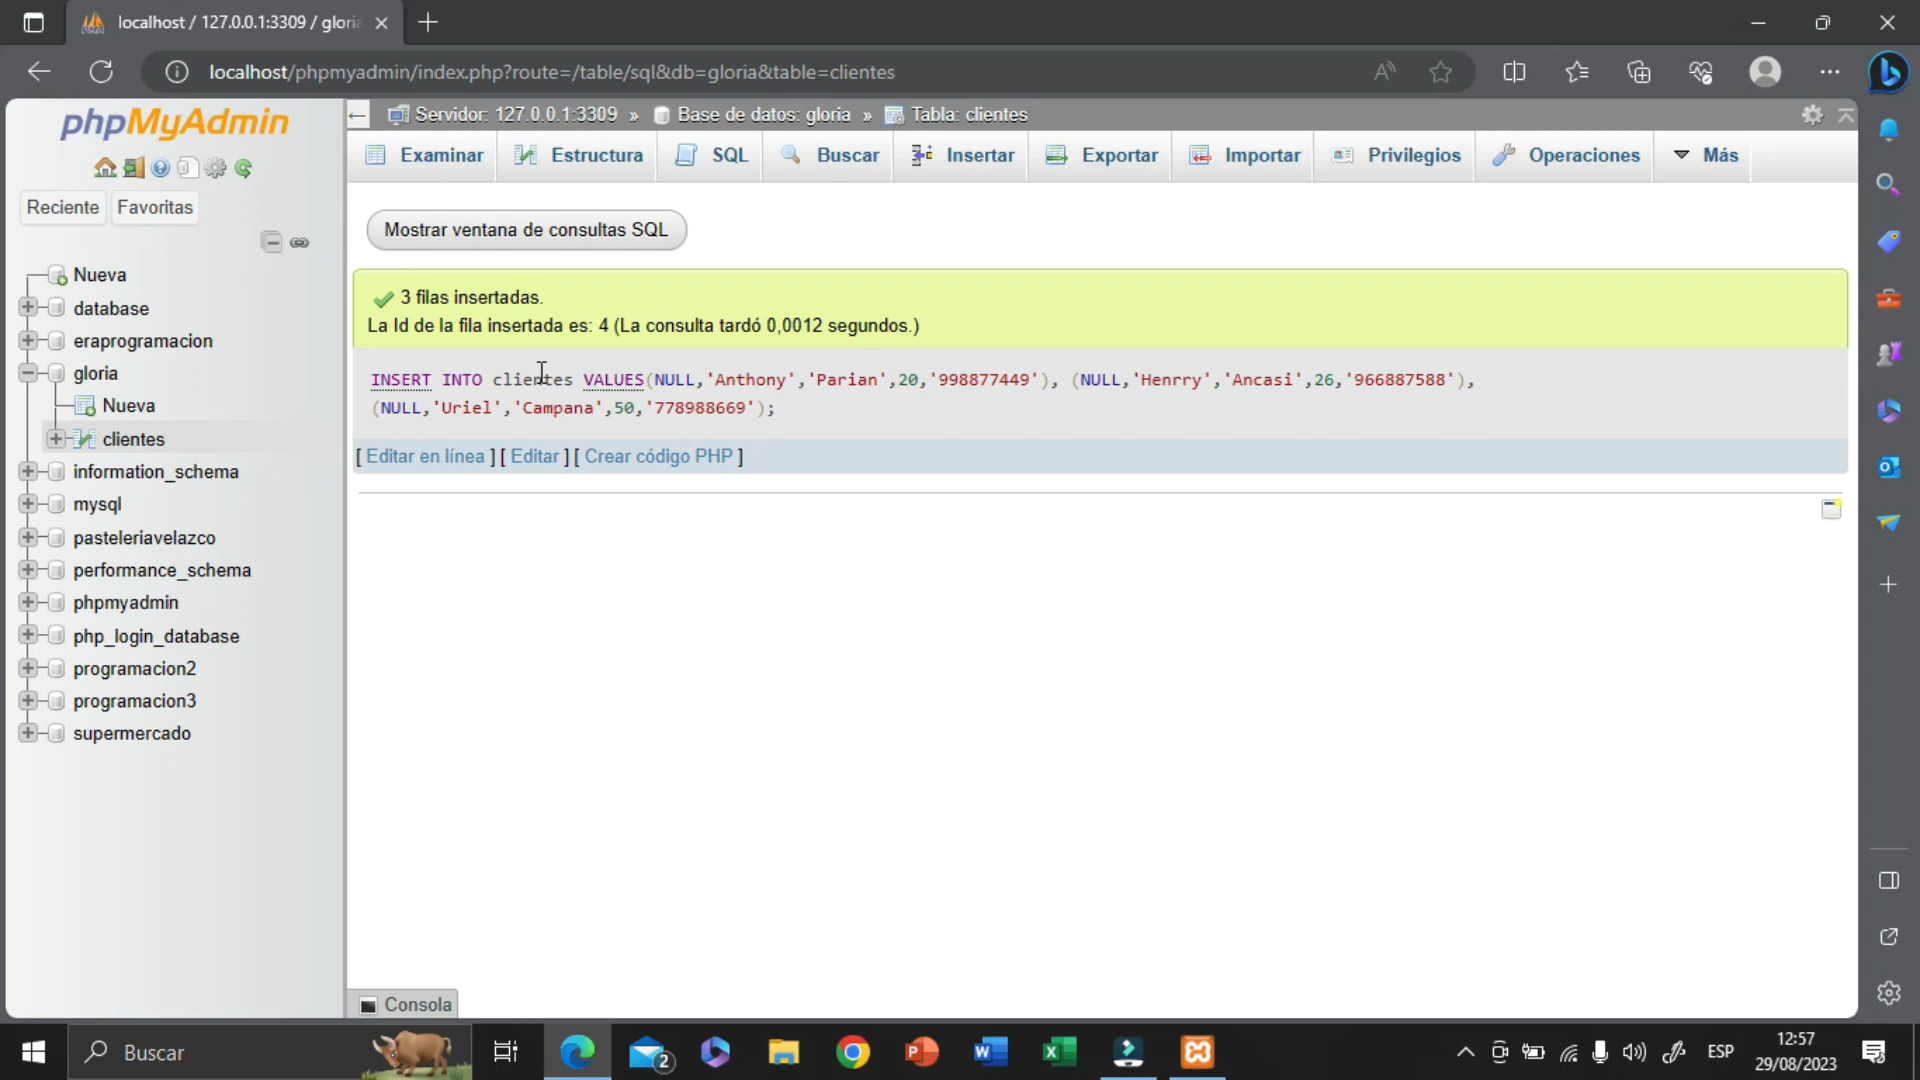 localhost / 127.0.0.1:3309 / glori
localhost/phpmyadmin/index.php?route=/table/sql&db=gloria&table=clientes
phpMyAdmin
Reciente Favoritas
Nueva
database
eraprogramacion
gloria
Nueva
clientes
information_schema
mysql
pasteleriavelazco
performance_schema
phpmyadmin
php_login_database
programacion2
programacion3
supermercado
Servidor: 127.0.0.1:3309 » Base de datos: gloria » Tabla: clientes
Examinar Estructura SQL Buscar Insertar Exportar Importar Privilegios Operaciones Más
Mostrar ventana de consultas SQL
3 filas insertadas.
La Id de la fila insertada es: 4 (La consulta tardó 0,0012 segundos.)
INSERT INTO clientes VALUES(NULL,'Anthony','Parian',20,'998877449'), (NULL,'Henrry','Ancasi',26,'966887588'),
(NULL,'Uriel','Campana',50,'778988669');
[ Editar en línea ] [ Editar ] [ Crear código PHP ]
Consola
Buscar
2
ESP
12:57
29/08/2023